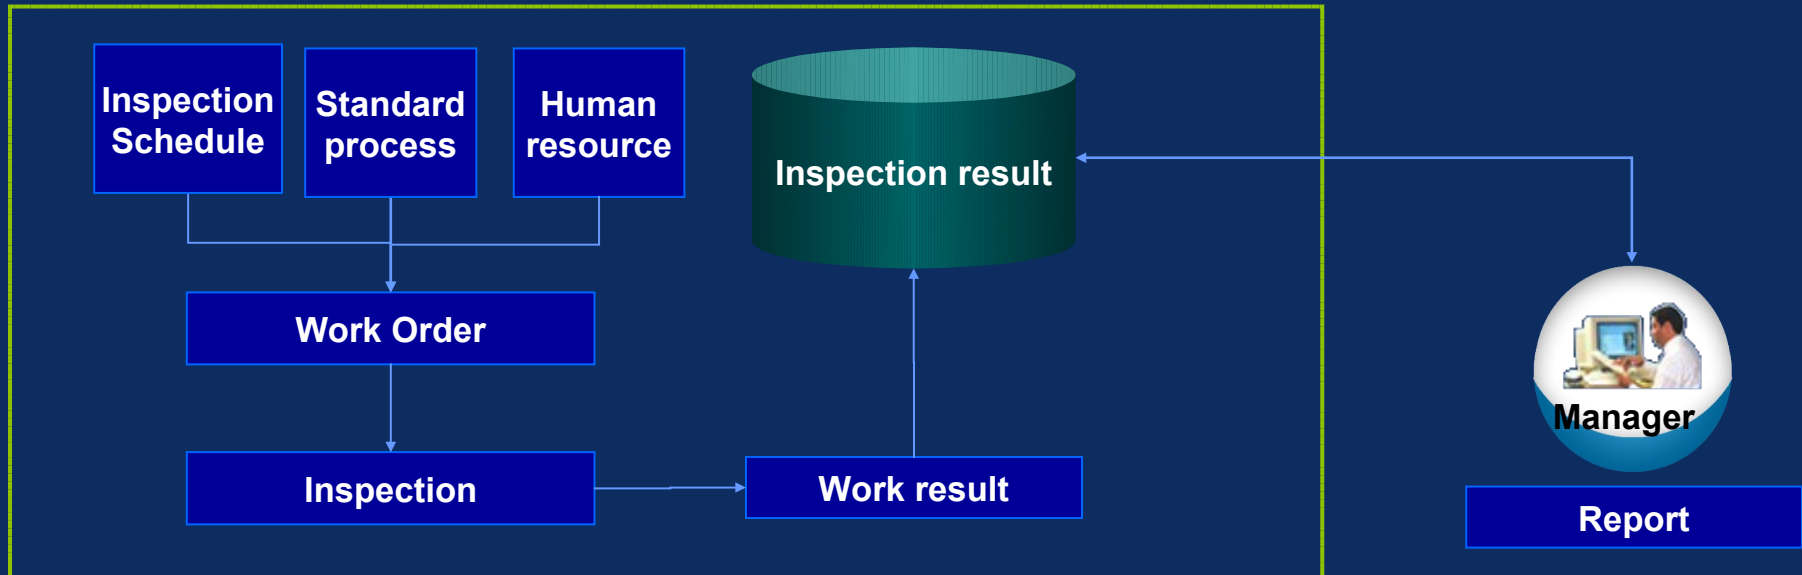 Inspection
Schedule
Standard
process
Human
resource
Inspection result
Work Order
Manager
Inspection
Work result
Report